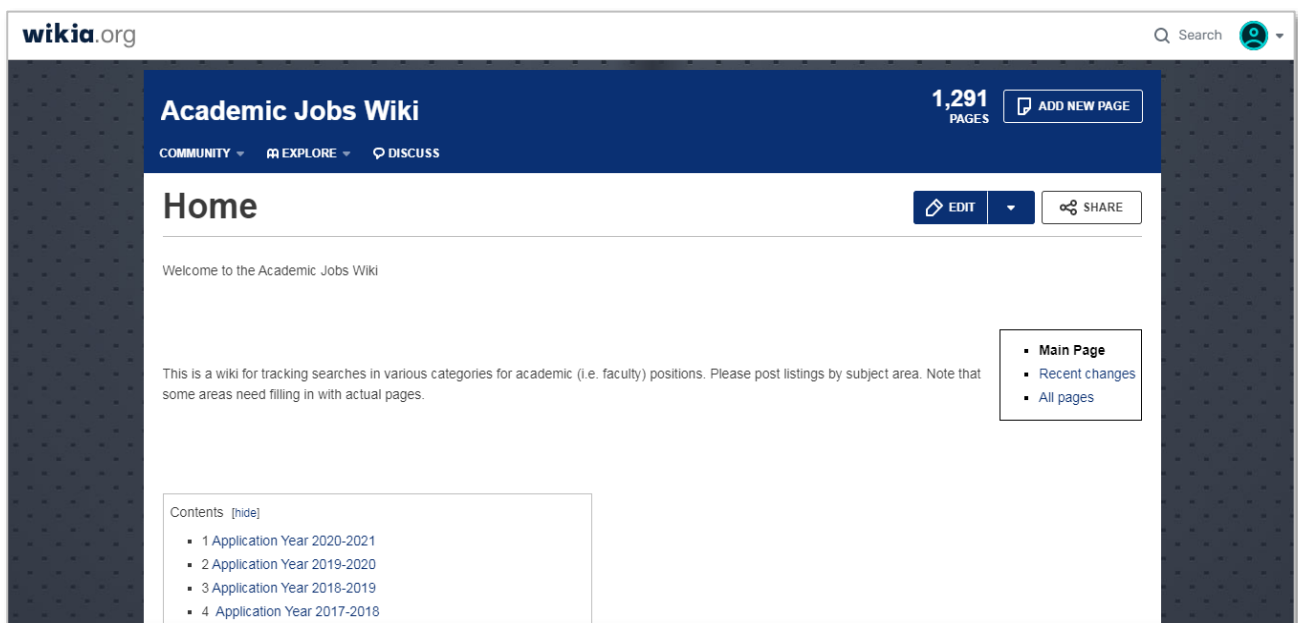 wikia.org
Search
Academic Jobs Wiki
1,291
PAGES
ADD NEW PAGE
COMMUNITY
EXPLORE
DISCUSS
Home
EDIT
SHARE
Welcome to the Academic Jobs Wiki
This is a wiki for tracking searches in various categories for academic (i.e. faculty) positions. Please post listings by subject area. Note that
some areas need filling in with actual pages.
Main Page
Recent changes
All pages
Contents [hide]
1 Application Year 2020-2021
2 Application Year 2019-2020
3 Application Year 2018-2019
4 Application Year 2017-2018